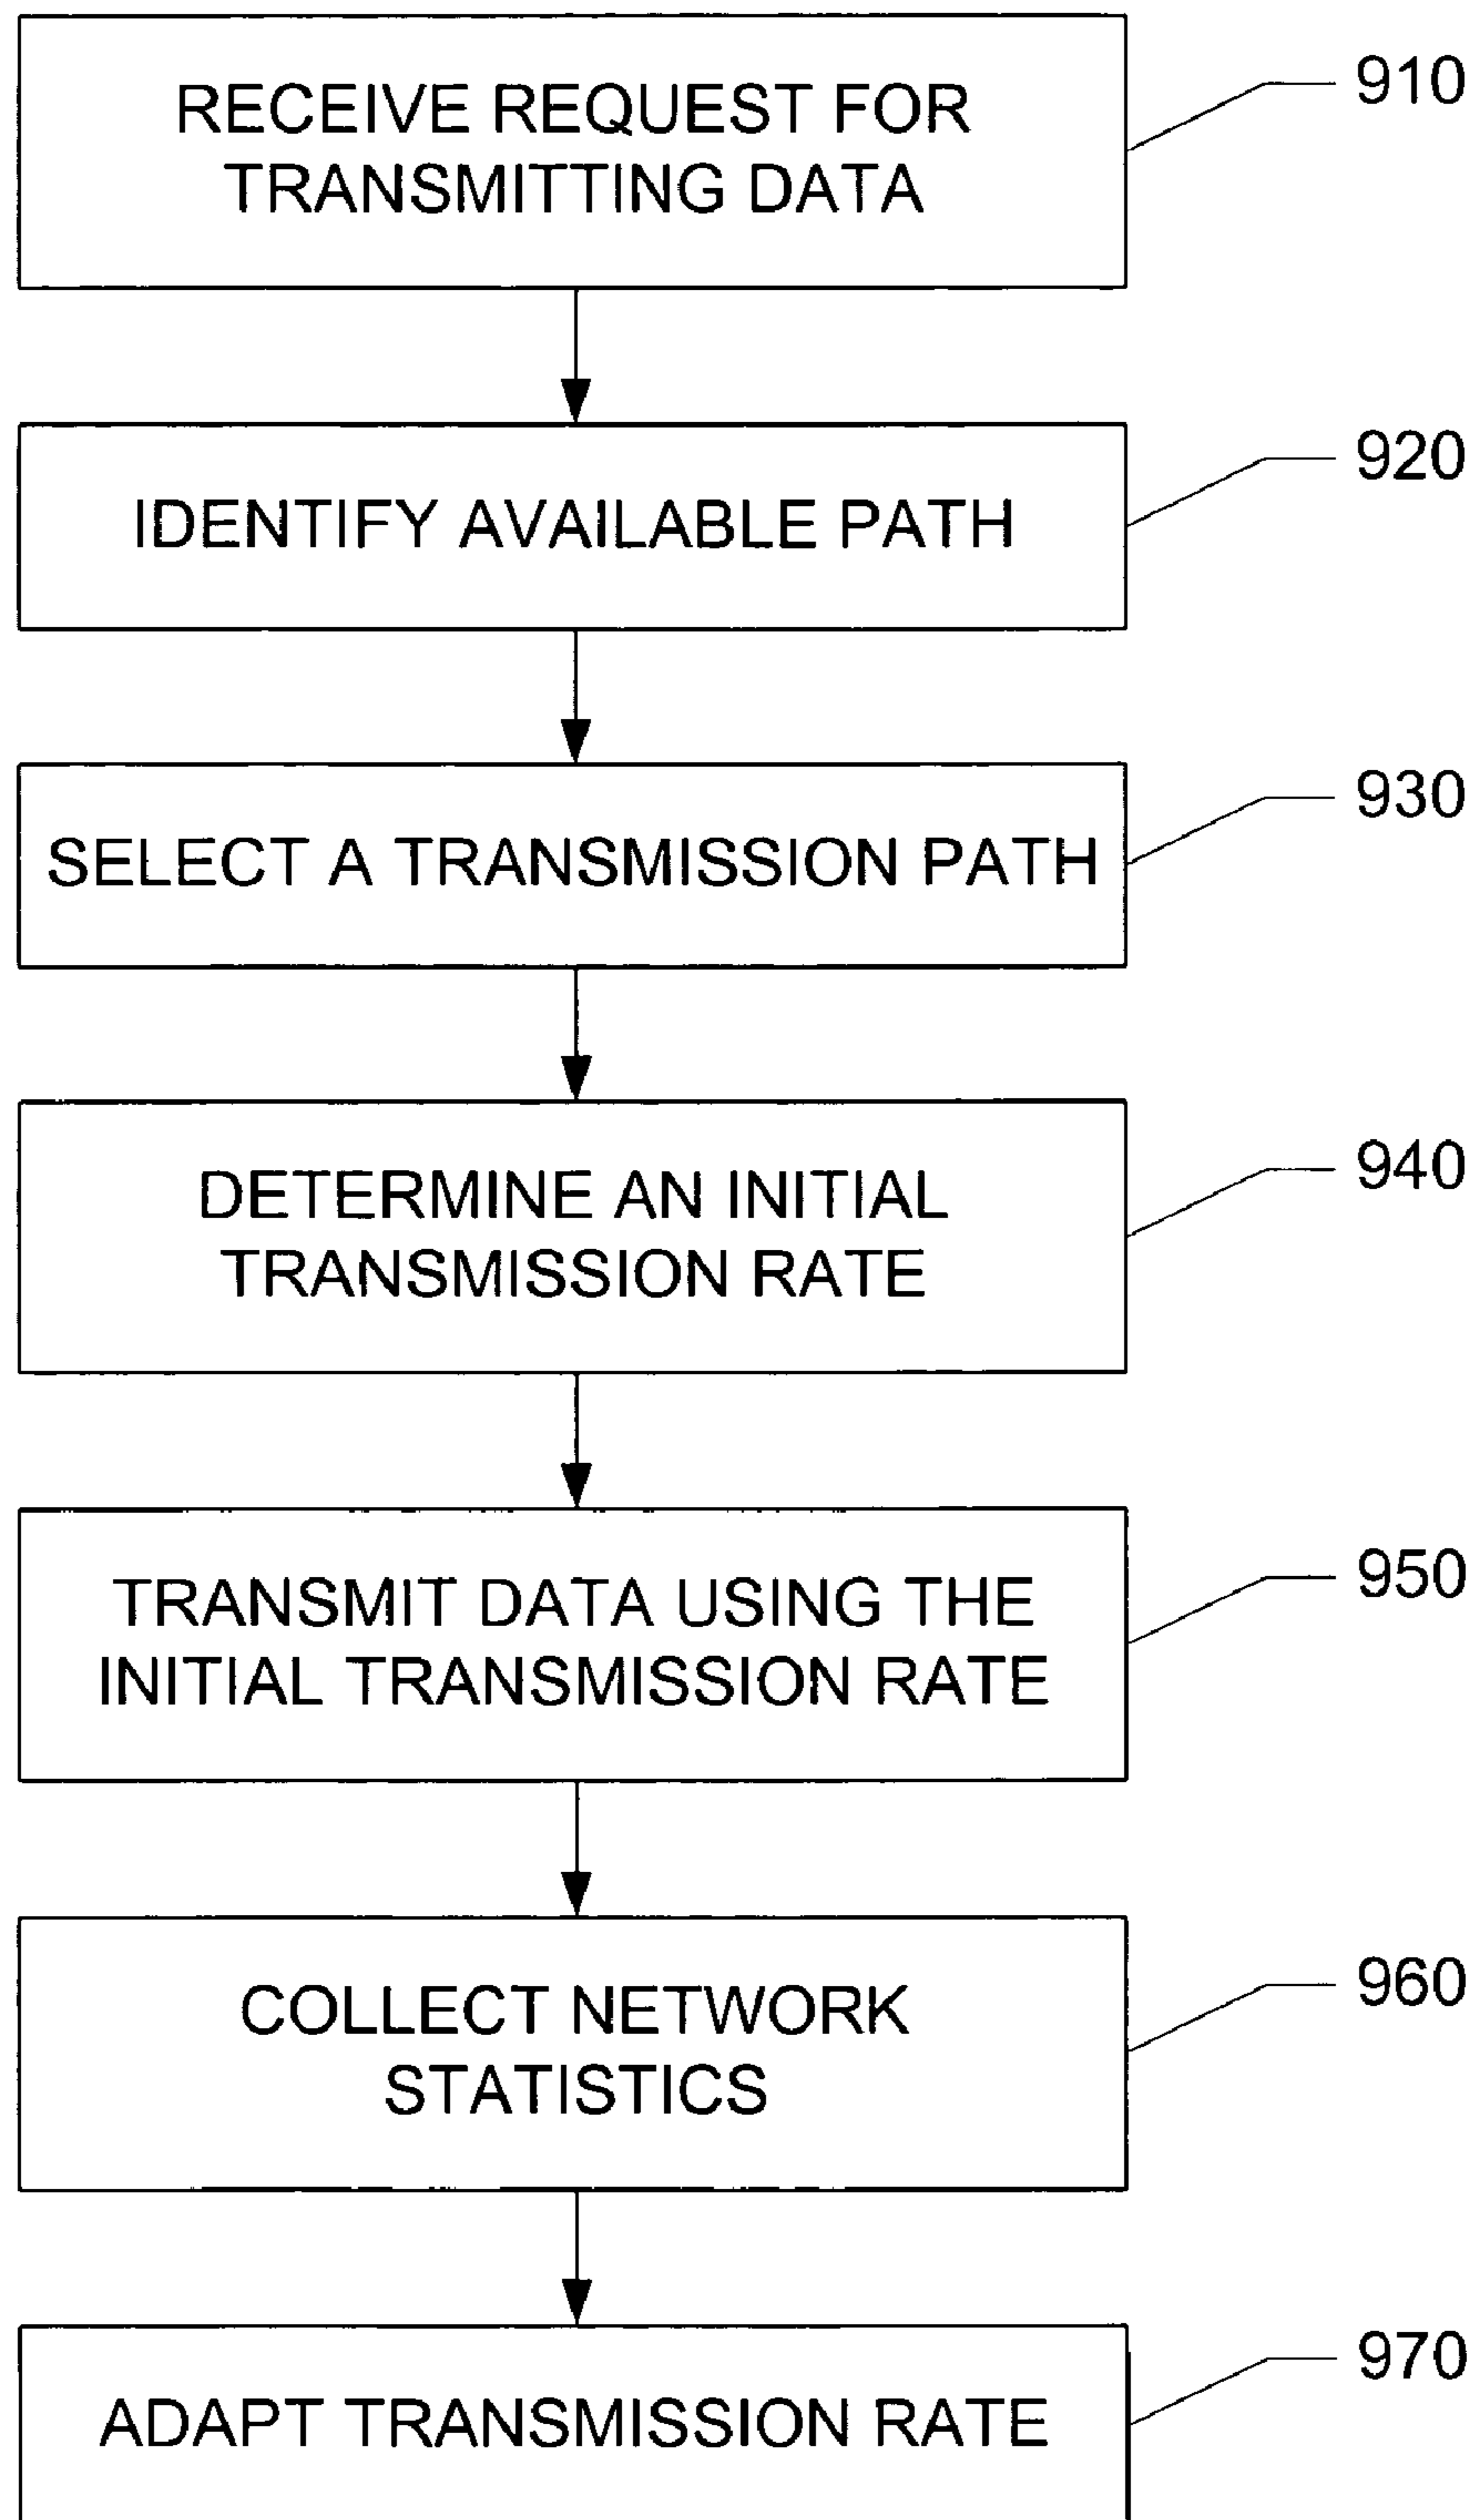 RECEIVE REQUEST FOR
TRANSMITTING DATA
910
IDENTIFY AVAILABLE PATH
920
SELECT A TRANSMISSION PATH
930
DETERMINE AN INITIAL
TRANSMISSION RATE
940
TRANSMIT DATA USING THE
INITIAL TRANSMISSION RATE
950
COLLECT NETWORK
STATISTICS
960
ADAPT TRANSMISSION RATE
970